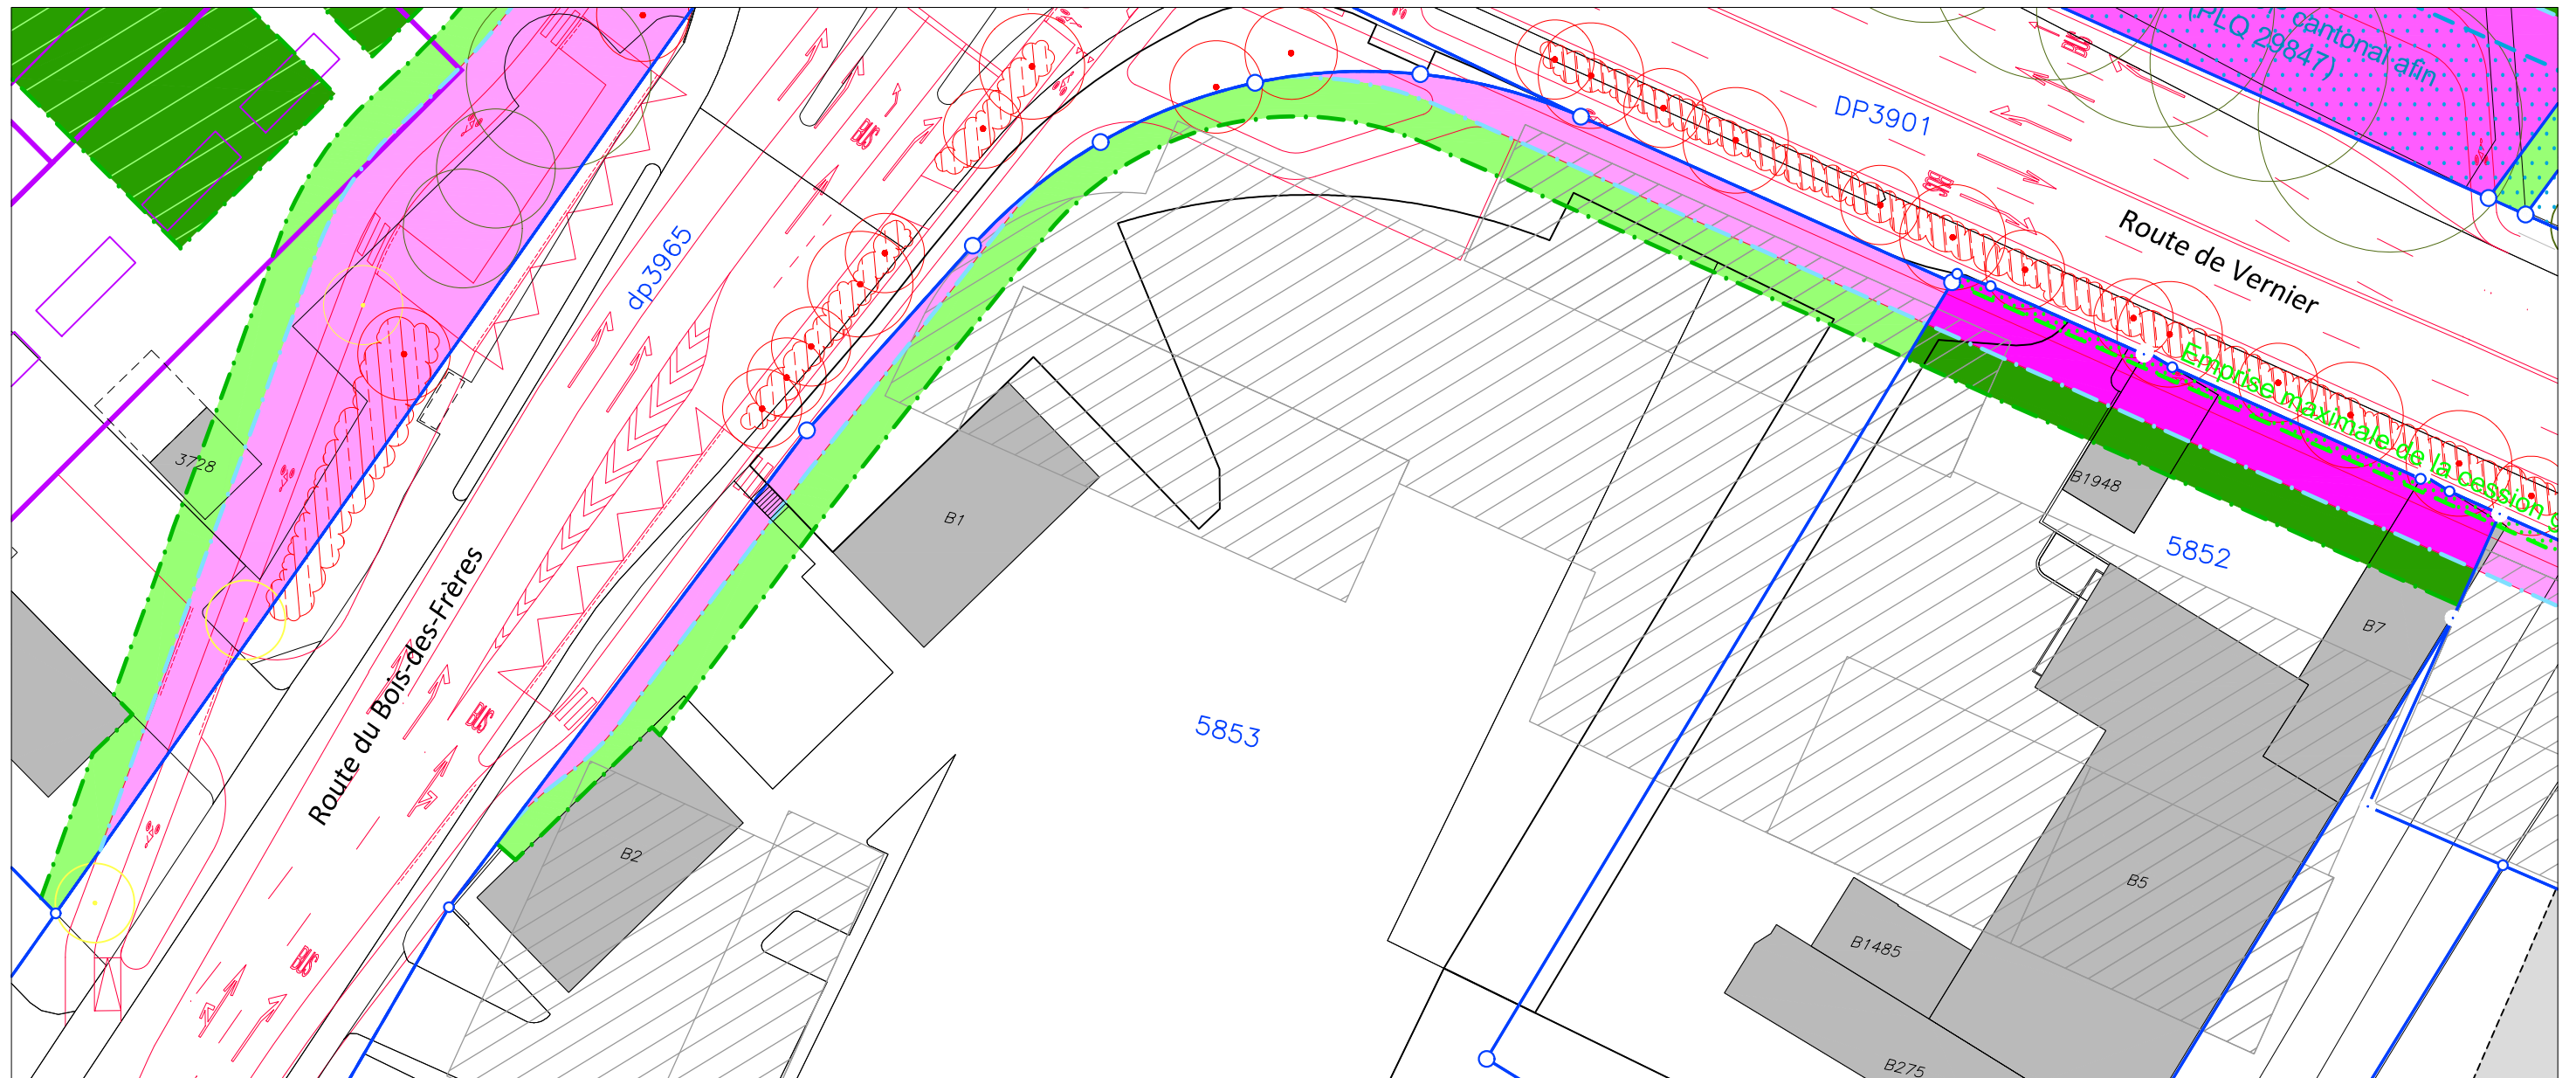 cantonal afin
(PLQ 29847)
DP3901
BUS
BUS
BUS
Route de Vernier
dp3965
Emprise maximale de la cession g
3728
B1948
B1
5852
B7
Route du Bois-des-Frères
BUS
5853
B2
B5
B1485
BUS
B275